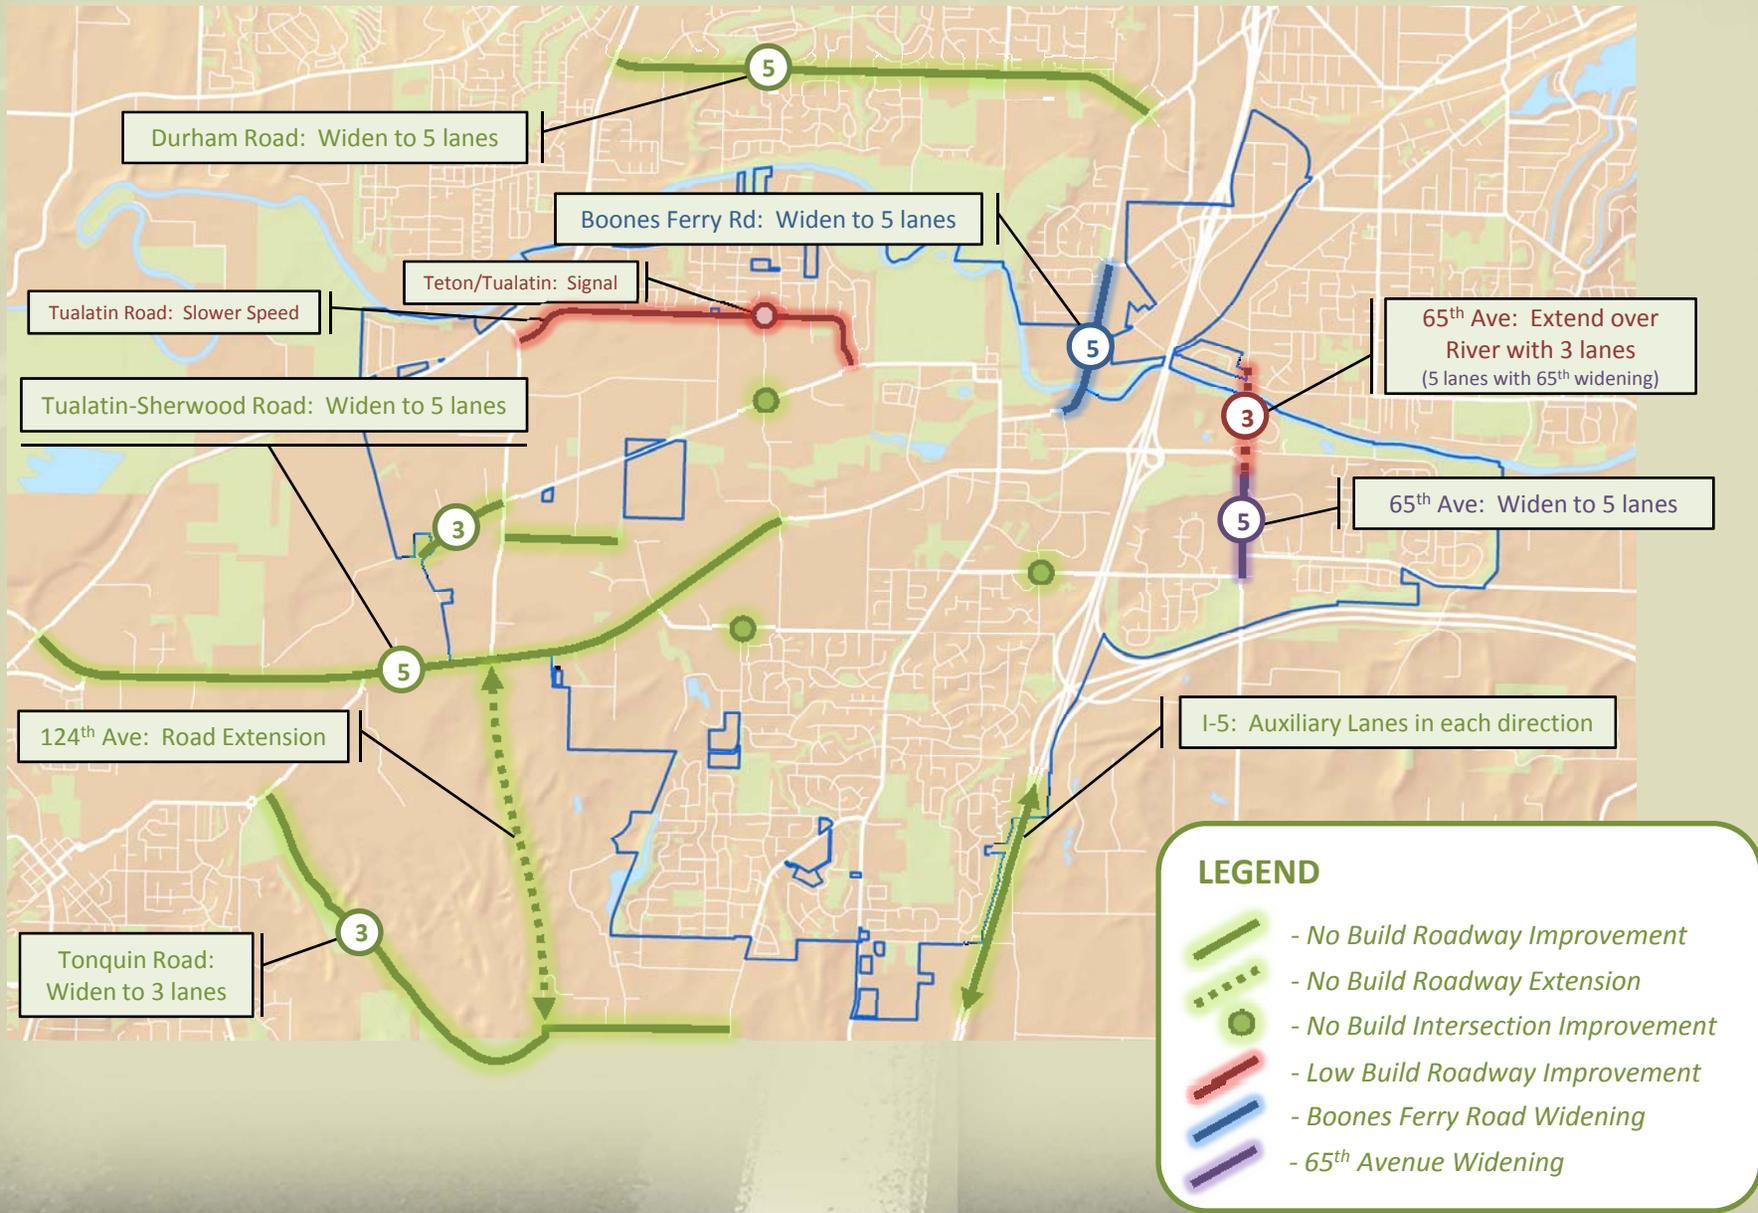 5
Durham Road: Widen to 5 lanes
Boones Ferry Rd: Widen to 5 lanes
Teton/Tualatin: Signal
Tualatin Road: Slower Speed
65th Ave: Extend over
River with 3 lanes
(5 lanes with 65th widening)
5
Tualatin-Sherwood Road: Widen to 5 lanes
3
65th Ave: Widen to 5 lanes
3
5
5
124th Ave: Road Extension
I-5: Auxiliary Lanes in each direction
3
Tonquin Road:
Widen to 3 lanes
LEGEND
- No Build Roadway Improvement
- No Build Roadway Extension
- No Build Intersection Improvement
- Low Build Roadway Improvement
- Boones Ferry Road Widening
- 65th Avenue Widening